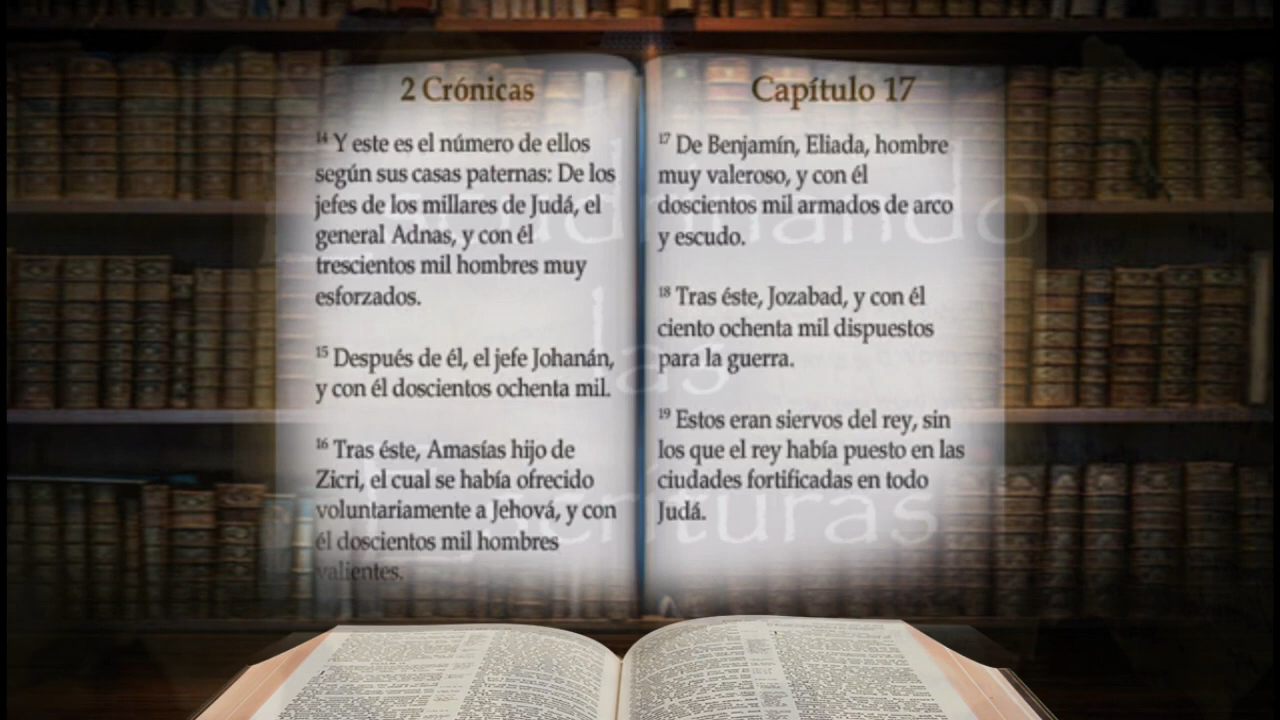 2 Crónicas
14 Y este es el número de ellos
según sus casas paternas: De los
jefes de los millares de Judá, el
general Adnas, y con él
trescientos mil hombres muy
esforzados.
15 Después de él, el jefe Johanán,
y con él doscientos ochenta mil.
16 Tras éste, Amasías hijo de
Zicri, el cual se había ofrecido
voluntariamente a Jehová, y con
él doscientos mil hombres
valientes.
Capítulo 17
17 De Benjamín, Eliada, hombre
muy valeroso, y con él
doscientos mil armados de arco
y escudo.
18 Tras éste, Jozabad, y con él
ciento ochenta mil dispuestos
para la guerra.
19 Estos eran siervos del rey, sin
los que el rey había puesto en las
ciudades fortificadas en todo
Judá.
las
Escrituras